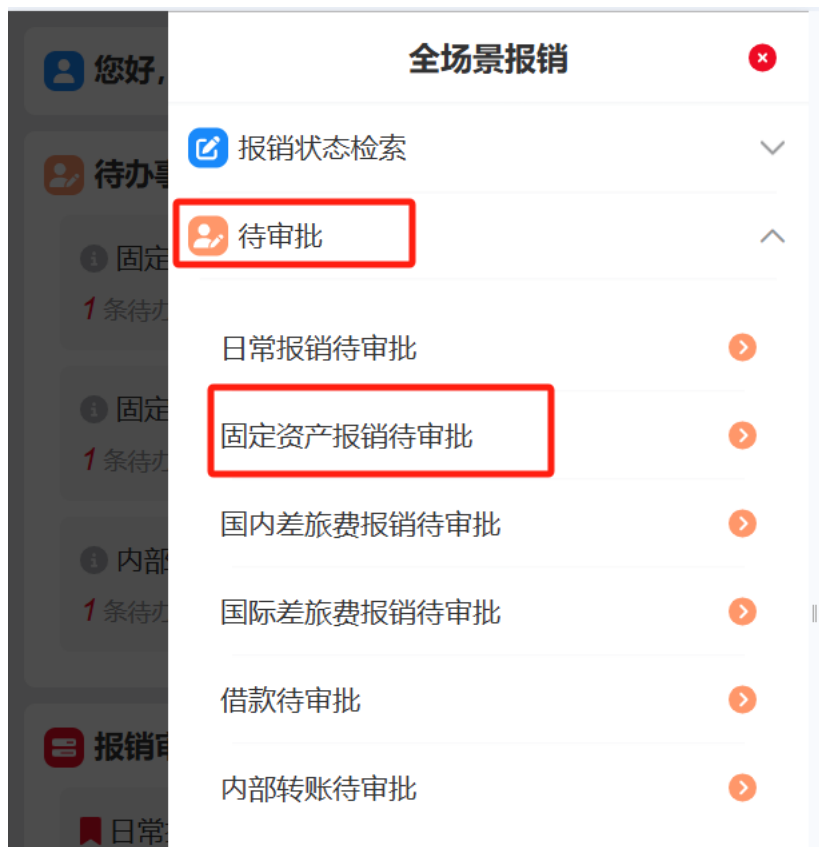 全场景报销
您好,
报销状态检索
待办事
待审批
固定
1 条待办
日常报销待审批
固定
1 条待办
固定资产报销待审批
国内差旅费报销待审批
内部
1 条待办
国际差旅费报销待审批
借款待审批
报销审
内部转账待审批
日常